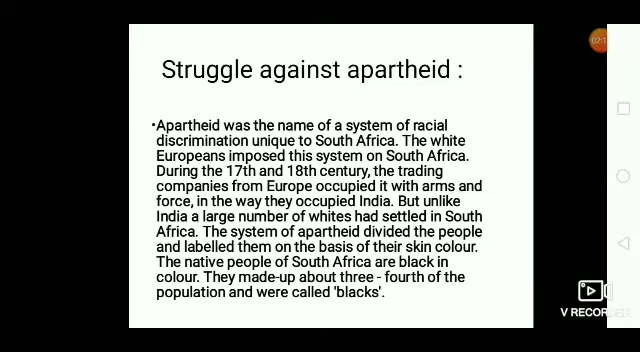 Struggle against apartheid :
•Apartheid was the name of a system of racial
discrimination unique to South Africa. The white
Europeans imposed this system on South Africa.
During the 17th and 18th century, the trading
companies from Europe occupied it with arms and
force, in the way they occupied India. But unlike
India a large number of whites had settled in South
Africa. The system of apartheid divided the people
and labelled them on the basis of their skin colour.
The native people of South Africa are black in
colour. They made-up about three - fourth of the
population and were called 'blacks'.
V RECORDER